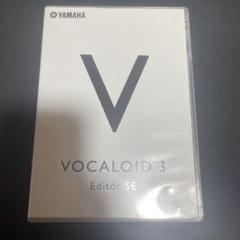 YAMAHA
V
VOCALOID 3
Editor SE